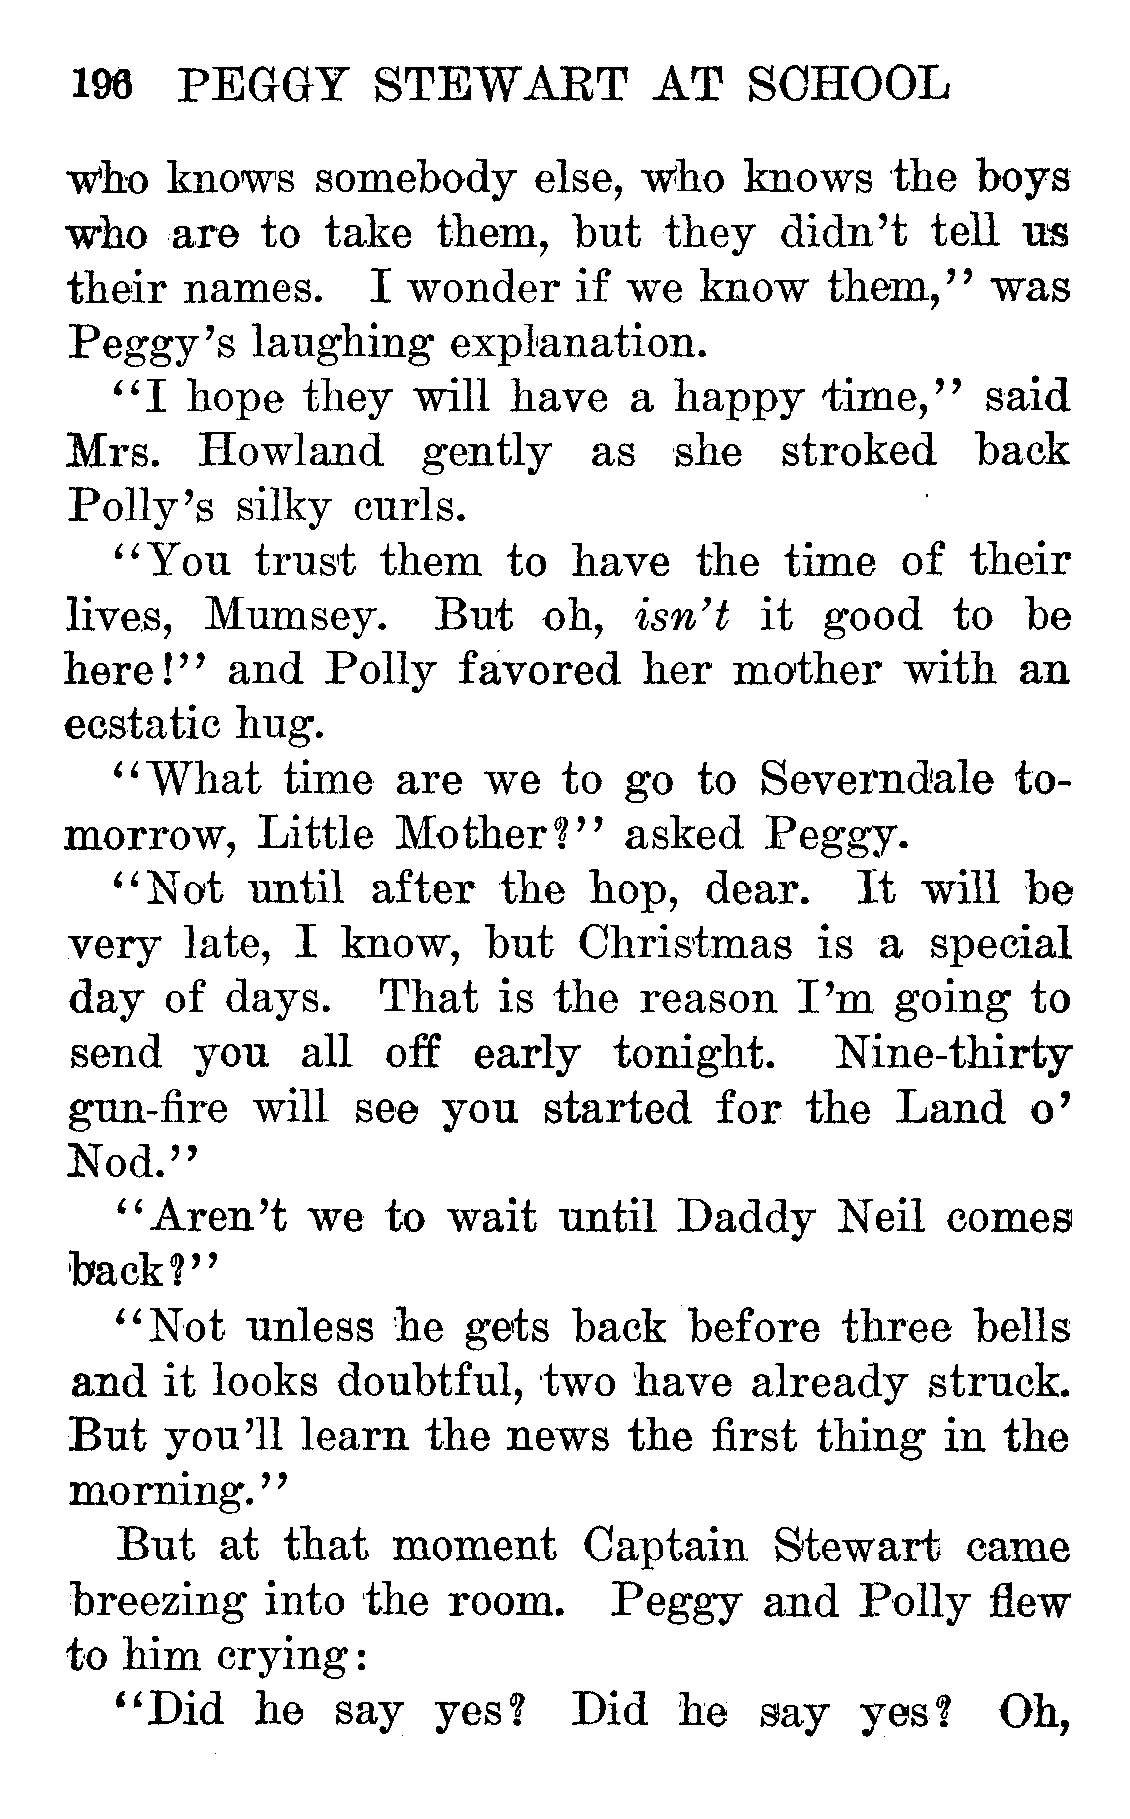 196 PEGGY STEWART AT SCHOOL
who knows somebody else, who knows the boys
who are to take them, but they didn't tell us
their names. I wonder if we know them,'' was
Peggy's laughing explanation.
''I hope they will have a happy time,'' said
Mrs. Howland gently as she stroked back
Polly's silky curls.
''You trust them to have the time of their
lives, Mumsey. But oh, isn't it good to be
here!'' and Polly favored her mother with an
ecstatic hug.
''What time are we to go to Severndale to-
morrow, Little Mother?'' asked Peggy.
''Not until after the hop, dear. It will be
very late, I know, but Christmas is a special
day of days. That is the reason I'm going to
send you all off early tonight. Nine-thirty
gun-fire will see you started for the Land o'
Nod.''
''Aren't we to wait until Daddy Neil comes
back?''
''Not unless he gets back before three bells
and it looks doubtful, two have already struck.
But you'll learn the news the first thing in the
morning.''
But at that moment Captain Stewart came
breezing into the room. Peggy and Polly flew
to him crying:
''Did he say yes? Did he say yes? Oh,